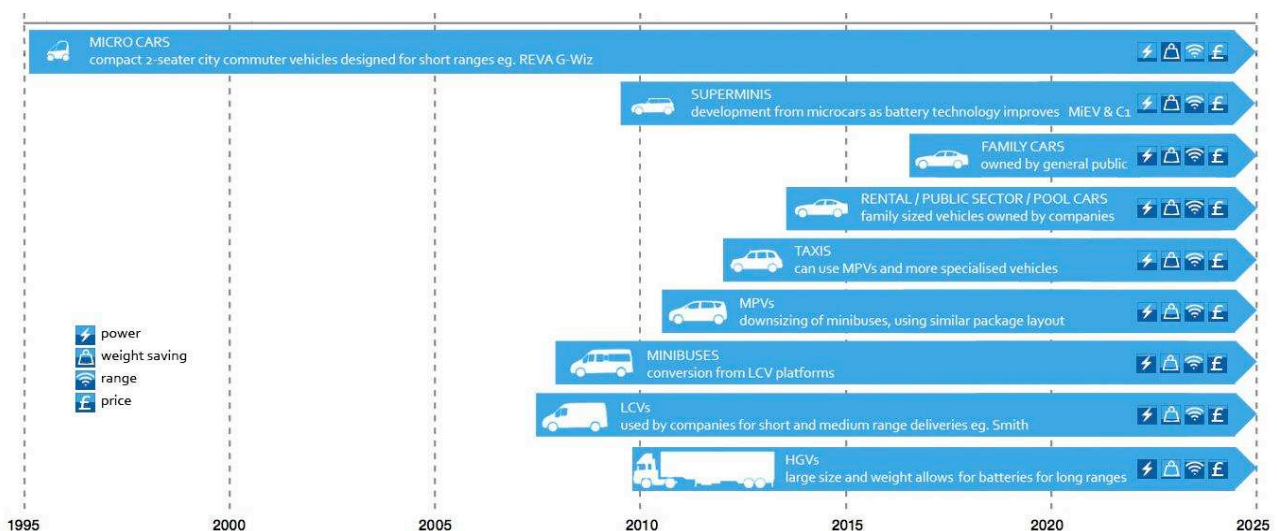 MICRO CARS
compact 2-seater city commuter vehicles designed for short ranges eg. REVA G-Wiz
£
SUPERMINIS
development from microcars as battery technology improves MiEV & C1
£
FAMILY CARS
owned by general public
£
RENTAL / PUBLIC SECTOR / POOL CARS
family sized vehicles owned by companies
£
TAXIS
can use MPVs and more specialised vehicles
£
MPVs
downsizing of minibuses, using similar package layout
£
MINIBUSES
conversion from LCV platforms
£
LCVs
used by companies for short and medium range deliveries eg. Smith
£
HGVs
large size and weight allows for batteries for long ranges
£
power
weight saving
range
£ price
1995 2000 2005 2010 2015 2020 2025